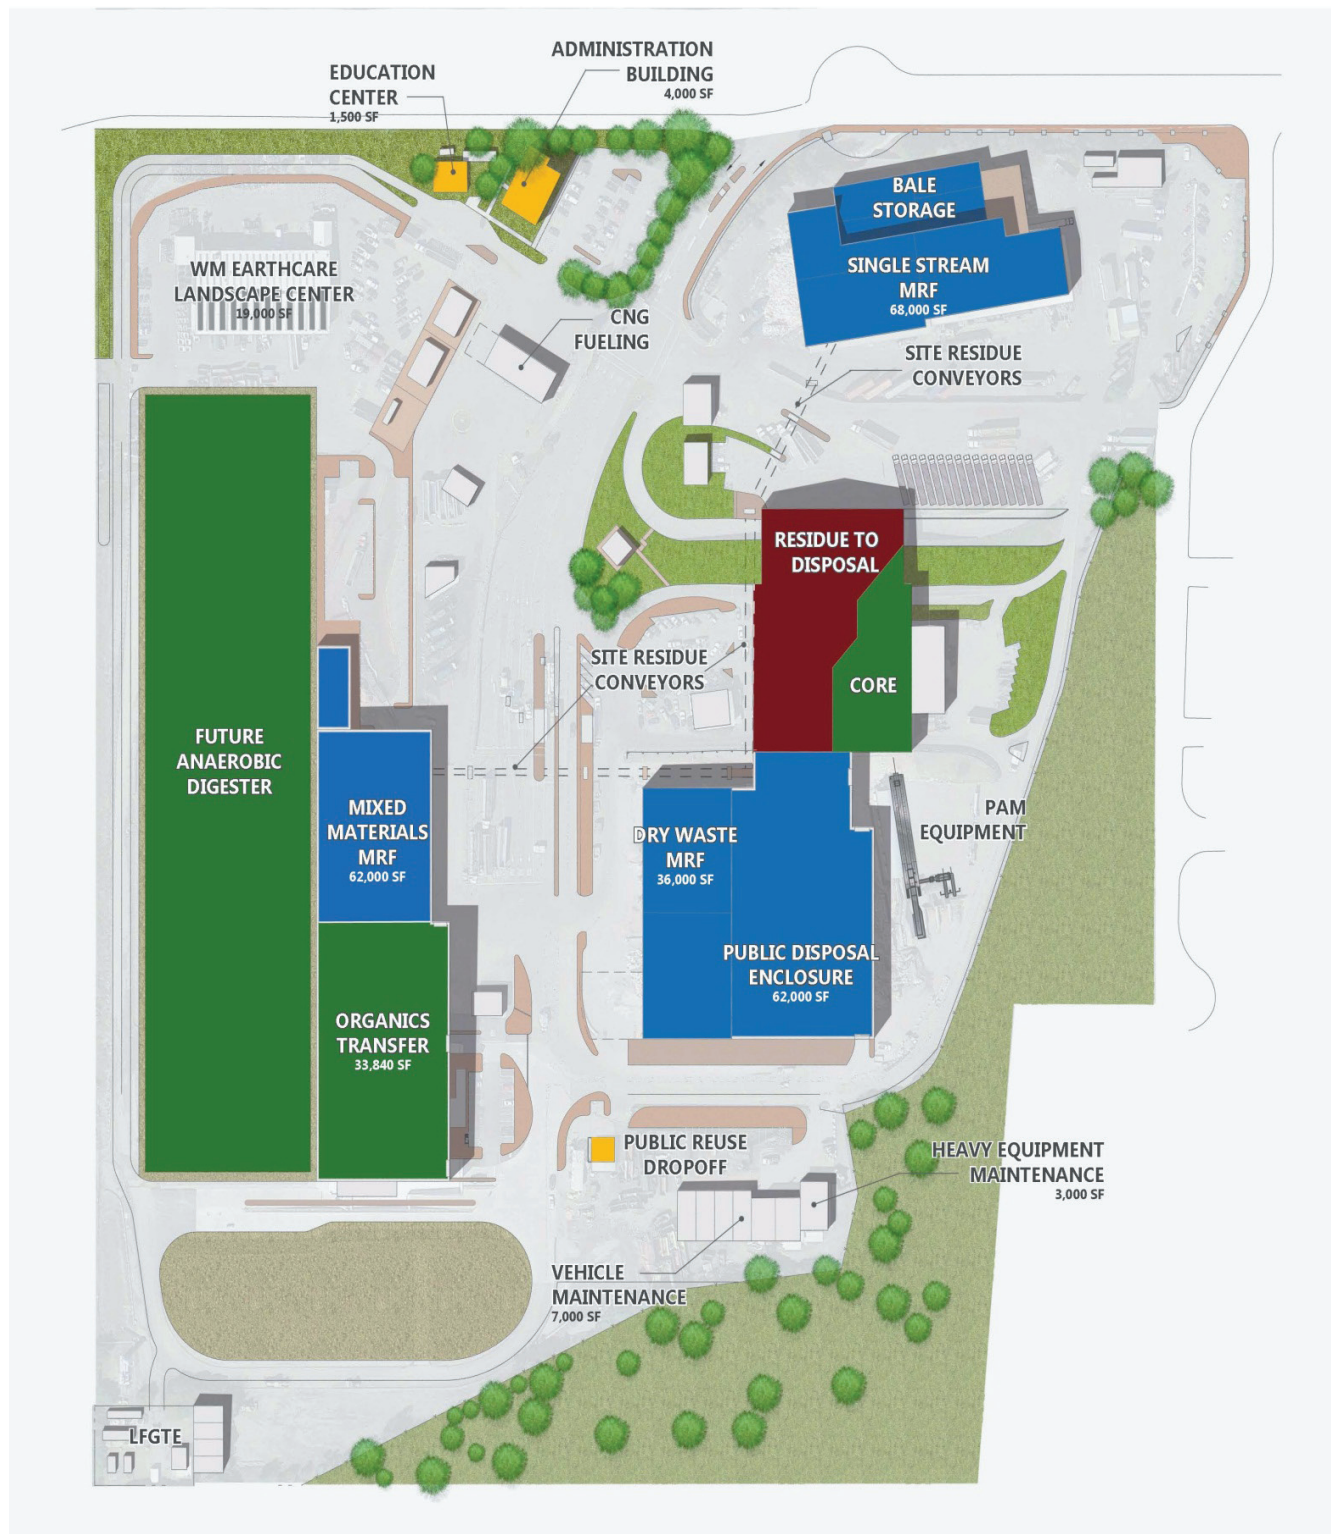 ADMINISTRATION
BUILDING
4,000 SF
EDUCATION
CENTER
1,500 SF
BALE
STORAGE
WM EARTHCARE
LANDSCAPE CENTER
19,000 SF
SINGLE STREAM
MRF
68,000 SF
CNG
FUELING
SITE RESIDUE
CONVEYORS
RESIDUE TO
DISPOSAL
SITE RESIDUE
CONVEYORS
CORE
FUTURE
ANAEROBIC
DIGESTER
MIXED
MATERIALS
MRF
62,000 SF
DRY WASTE
MRF
36,000 SF
PAM
EQUIPMENT
PUBLIC DISPOSAL
ENCLOSURE
62,000 SF
ORGANICS
TRANSFER
33,840 SF
PUBLIC REUSE
DROPOFF
HEAVY EQUIPMENT
MAINTENANCE
3,000 SF
VEHICLE
MAINTENANCE
7,000 SF
LFGTE